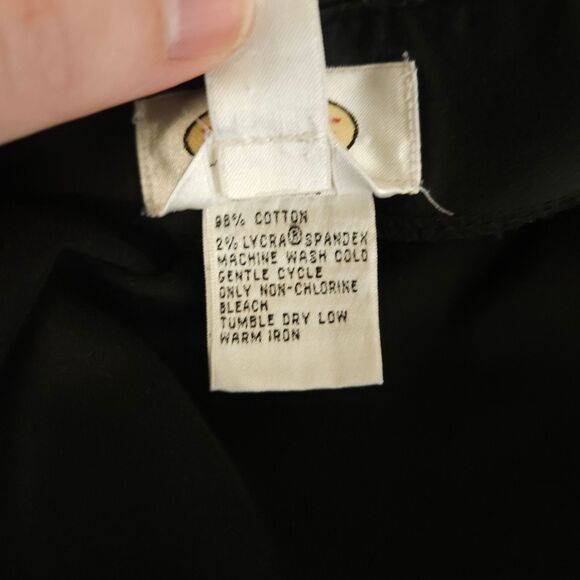 98% COTTON
2% LYCRA® SPANDEX
MACHINE WASH COLD
GENTLE CYCLE
ONLY NON-CHLORINE
BLEACH
TUMBLE DRY LOW
WARM IRON